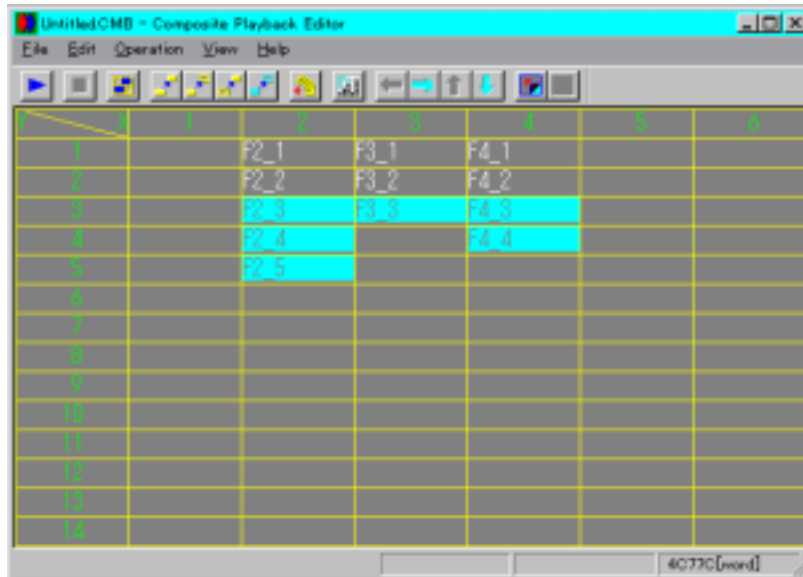 Untitled.CMB - Composite Playback Editor
File Edit Operation View Help
Y X 1 2 3 4 5 6
1 F2_1 F3_1 F4_1
2 F2_2 F3_2 F4_2
3 F2_3 F3_3 F4_3
4 F2_4 F4_4
5 F2_5
6
7
8
9
10
11
12
13
14
4C77C[word]